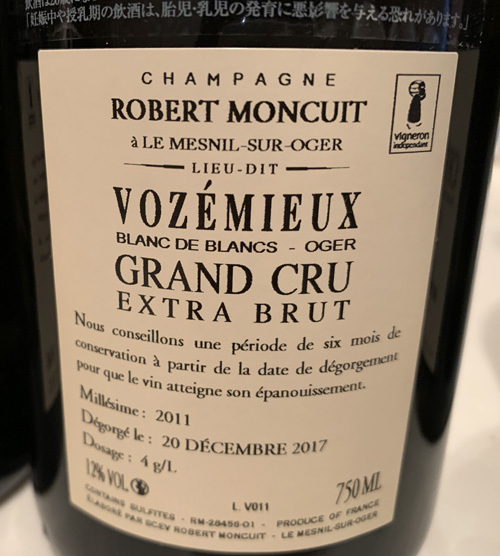 「妊娠中や授乳期の飲酒は、胎児・乳児の発育に悪影響を与える恐れがあります。」
CHAMPAGNE
ROBERT MONCUIT
à LE MESNIL-SUR-OGER
vigneron
indépendant
LIEU-DIT
VOZÉMIEUX
BLANC DE BLANCS - OGER
GRAND CRU
EXTRA BRUT
Nous conseillons une période de six mois de
conservation à partir de la date de dégorgement
pour que le vin atteigne son épanouissement.
Millésime : 2011
Dégorgé le : 20 DÉCEMBRE 2017
Dosage : 4 g/L
12% VOL
L V011
750 ML
CONTAINS SULFITES - RM-28456-01 - PRODUCE OF FRANCE
ÉLABORÉ PAR SCEV ROBERT MONCUIT - LE MESNIL-SUR-OGER